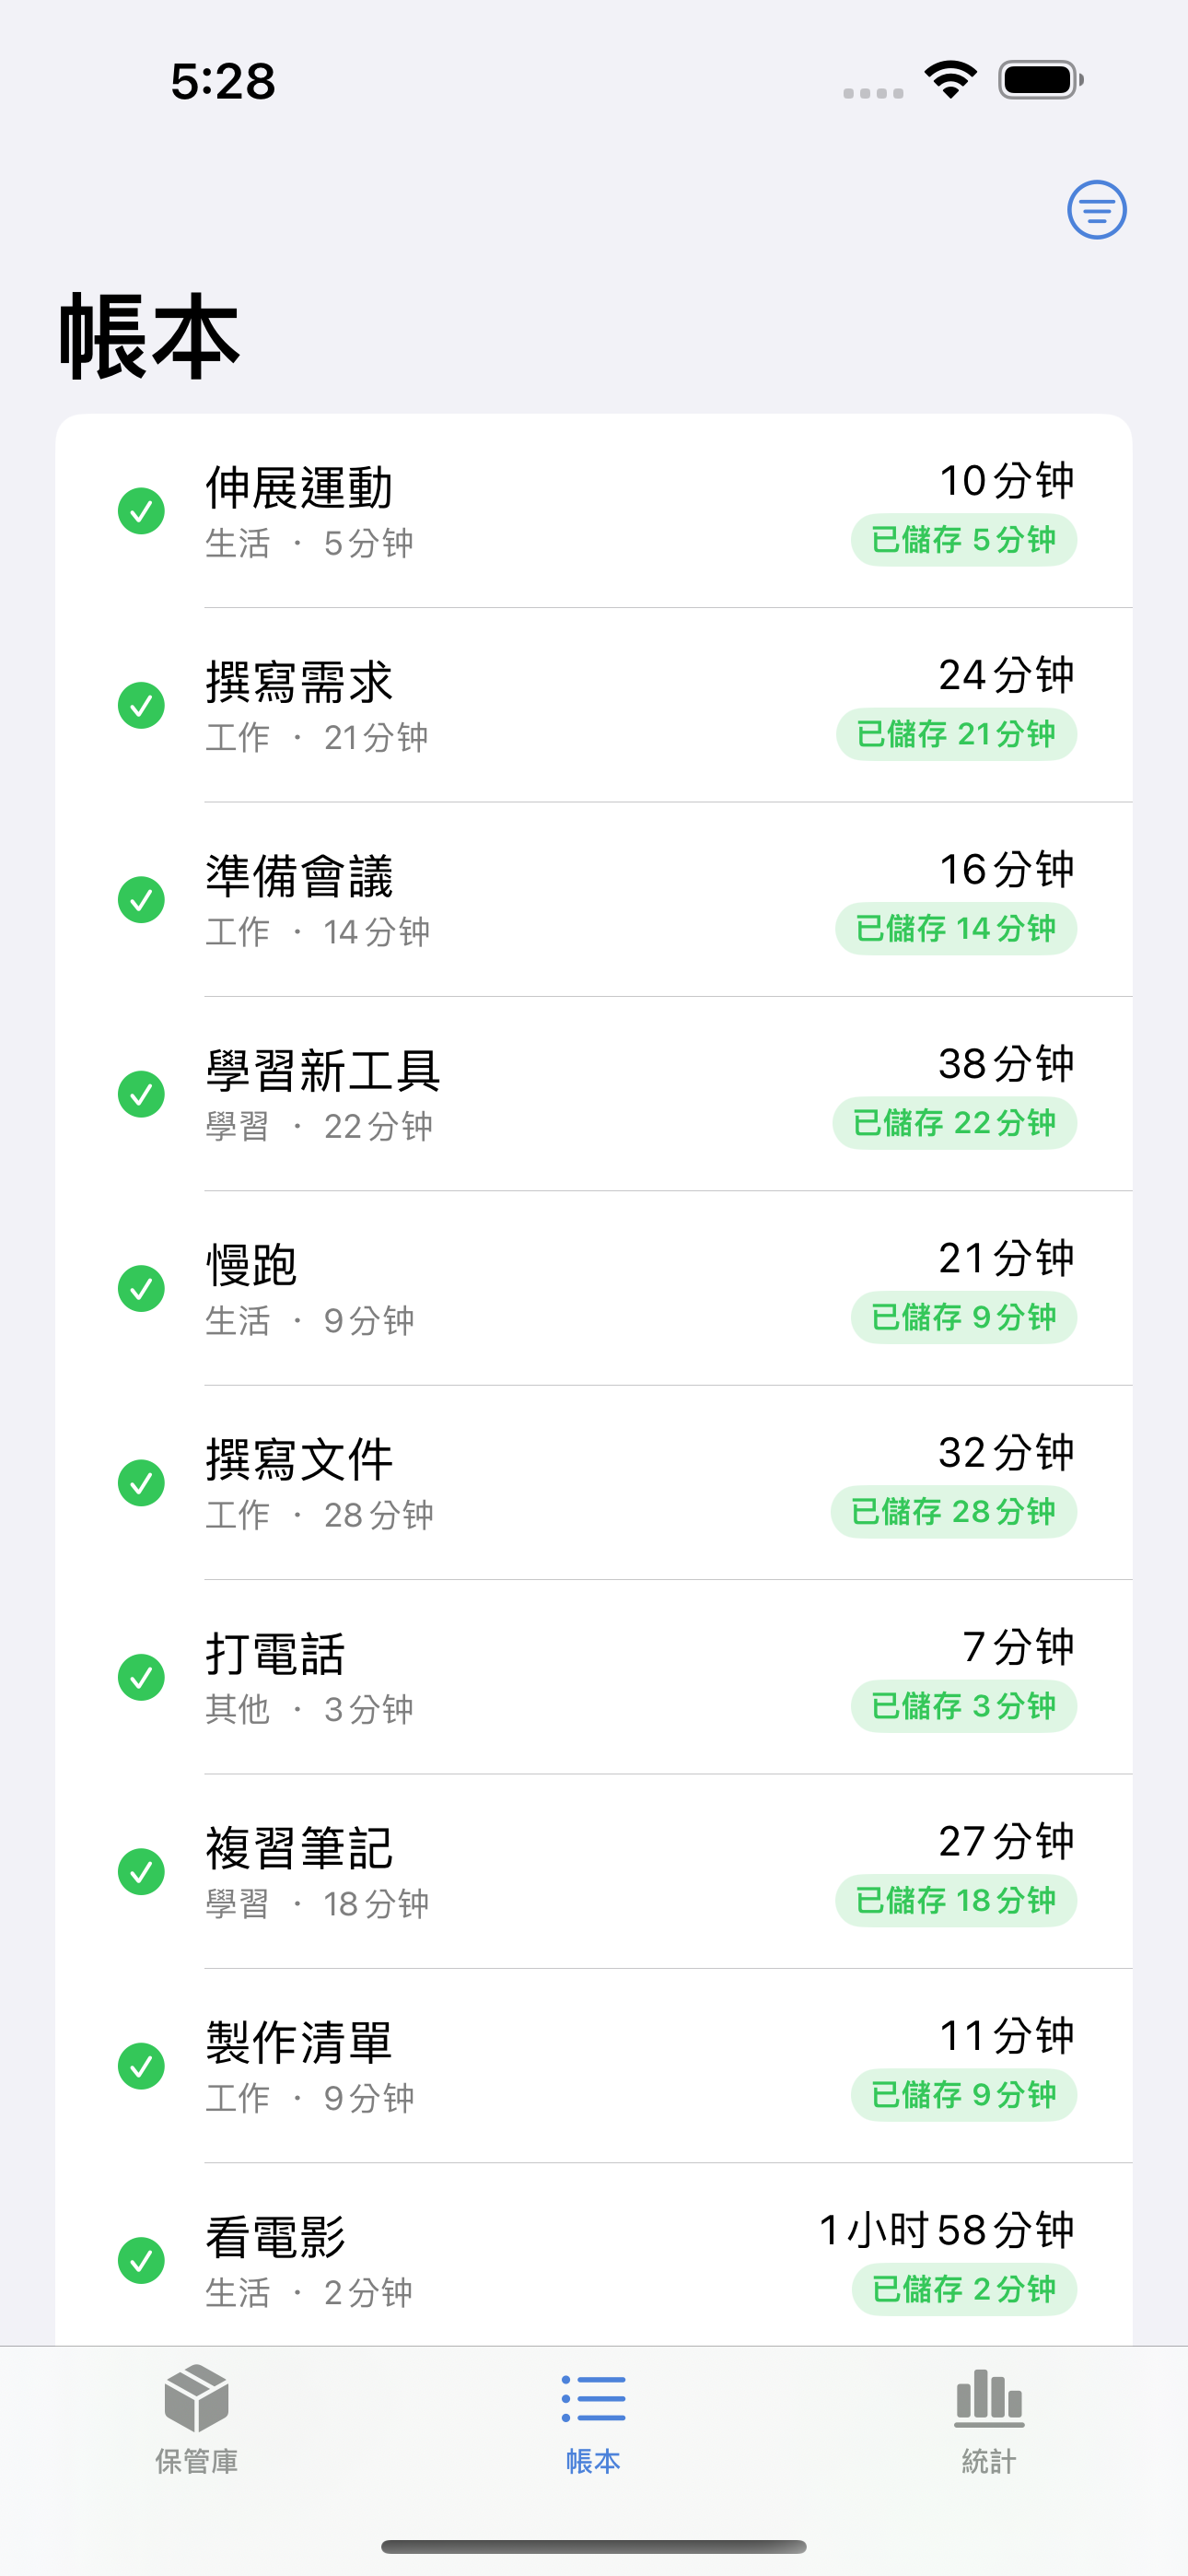 5:28
帳本
伸展運動
10分钟
生活 · 5分钟
已儲存 5分钟
撰寫需求
24分钟
工作 · 21分钟
已儲存 21分钟
準備會議
16分钟
工作 · 14分钟
已儲存 14分钟
學習新工具
38分钟
學習 · 22分钟
已儲存 22分钟
慢跑
21分钟
生活 · 9分钟
已儲存 9分钟
撰寫文件
32分钟
工作 · 28分钟
已儲存 28分钟
打電話
7分钟
其他 · 3分钟
已儲存 3分钟
複習筆記
27分钟
學習 · 18分钟
已儲存 18分钟
製作清單
11分钟
工作 · 9分钟
已儲存 9分钟
看電影
1小时58分钟
生活 · 2分钟
已儲存 2分钟
保管庫
帳本
統計